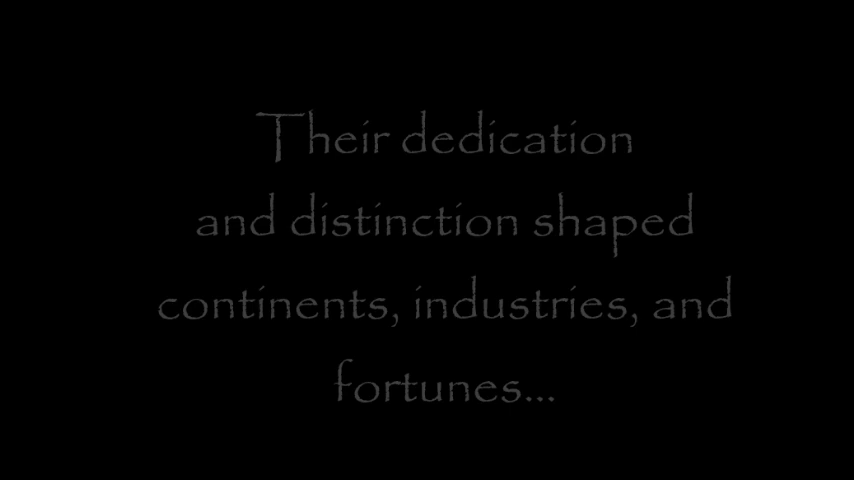 Their dedication
and distinction shaped
continents, industries, and
fortunes...